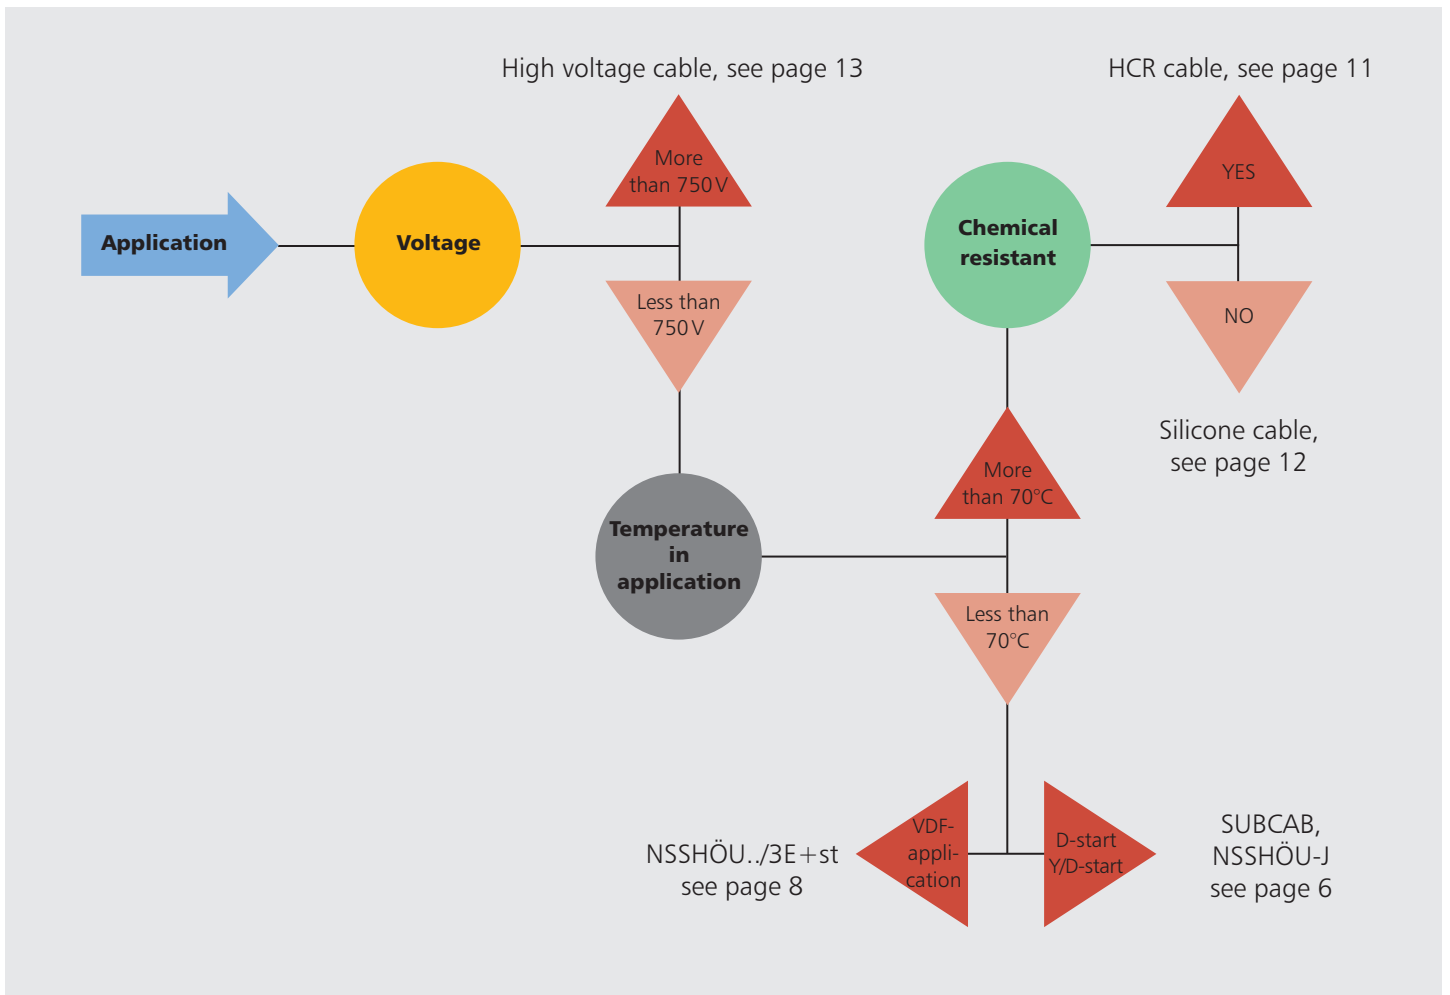 High voltage cable, see page 13
HCR cable, see page 11
More
than 750 V
YES
Application
Voltage
Chemical
resistant
Less than
750 V
NO
Silicone cable,
see page 12
More
than 70°C
Temperature
in
application
Less than
70°C
NSSHÖU../3E+st
see page 8
VDF-
appli-
cation
D-start
Y/D-start
SUBCAB,
NSSHÖU-J
see page 6